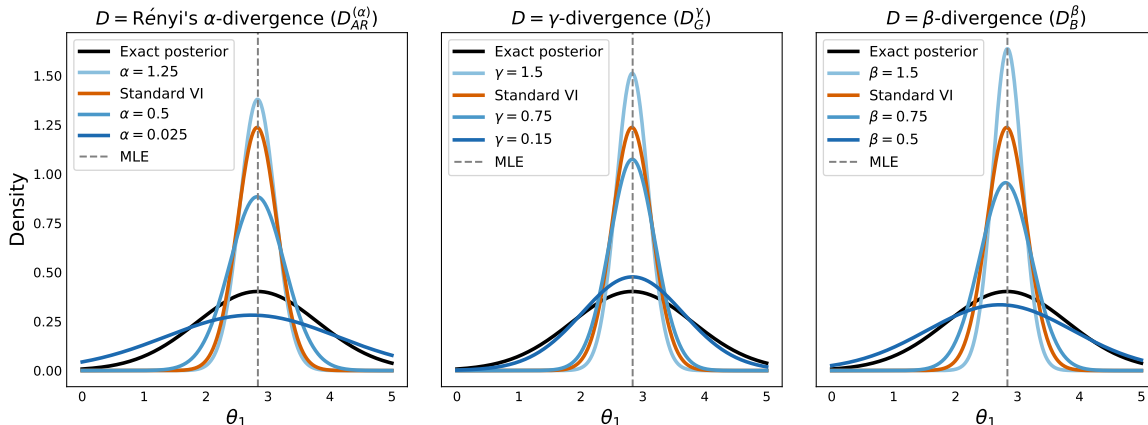 D = Rényi's α-divergence (D_{AR}^{(α)})
Exact posterior
α = 1.25
Standard VI
α = 0.5
α = 0.025
MLE
Density
1.50
1.25
1.00
0.75
0.50
0.25
0.00
0 1 2 3 4 5
θ₁
D = γ-divergence (D_G^γ)
Exact posterior
γ = 1.5
Standard VI
γ = 0.75
γ = 0.15
MLE
0 1 2 3 4 5
θ₁
D = β-divergence (D_B^β)
Exact posterior
β = 1.5
Standard VI
β = 0.75
β = 0.5
MLE
0 1 2 3 4 5
θ₁